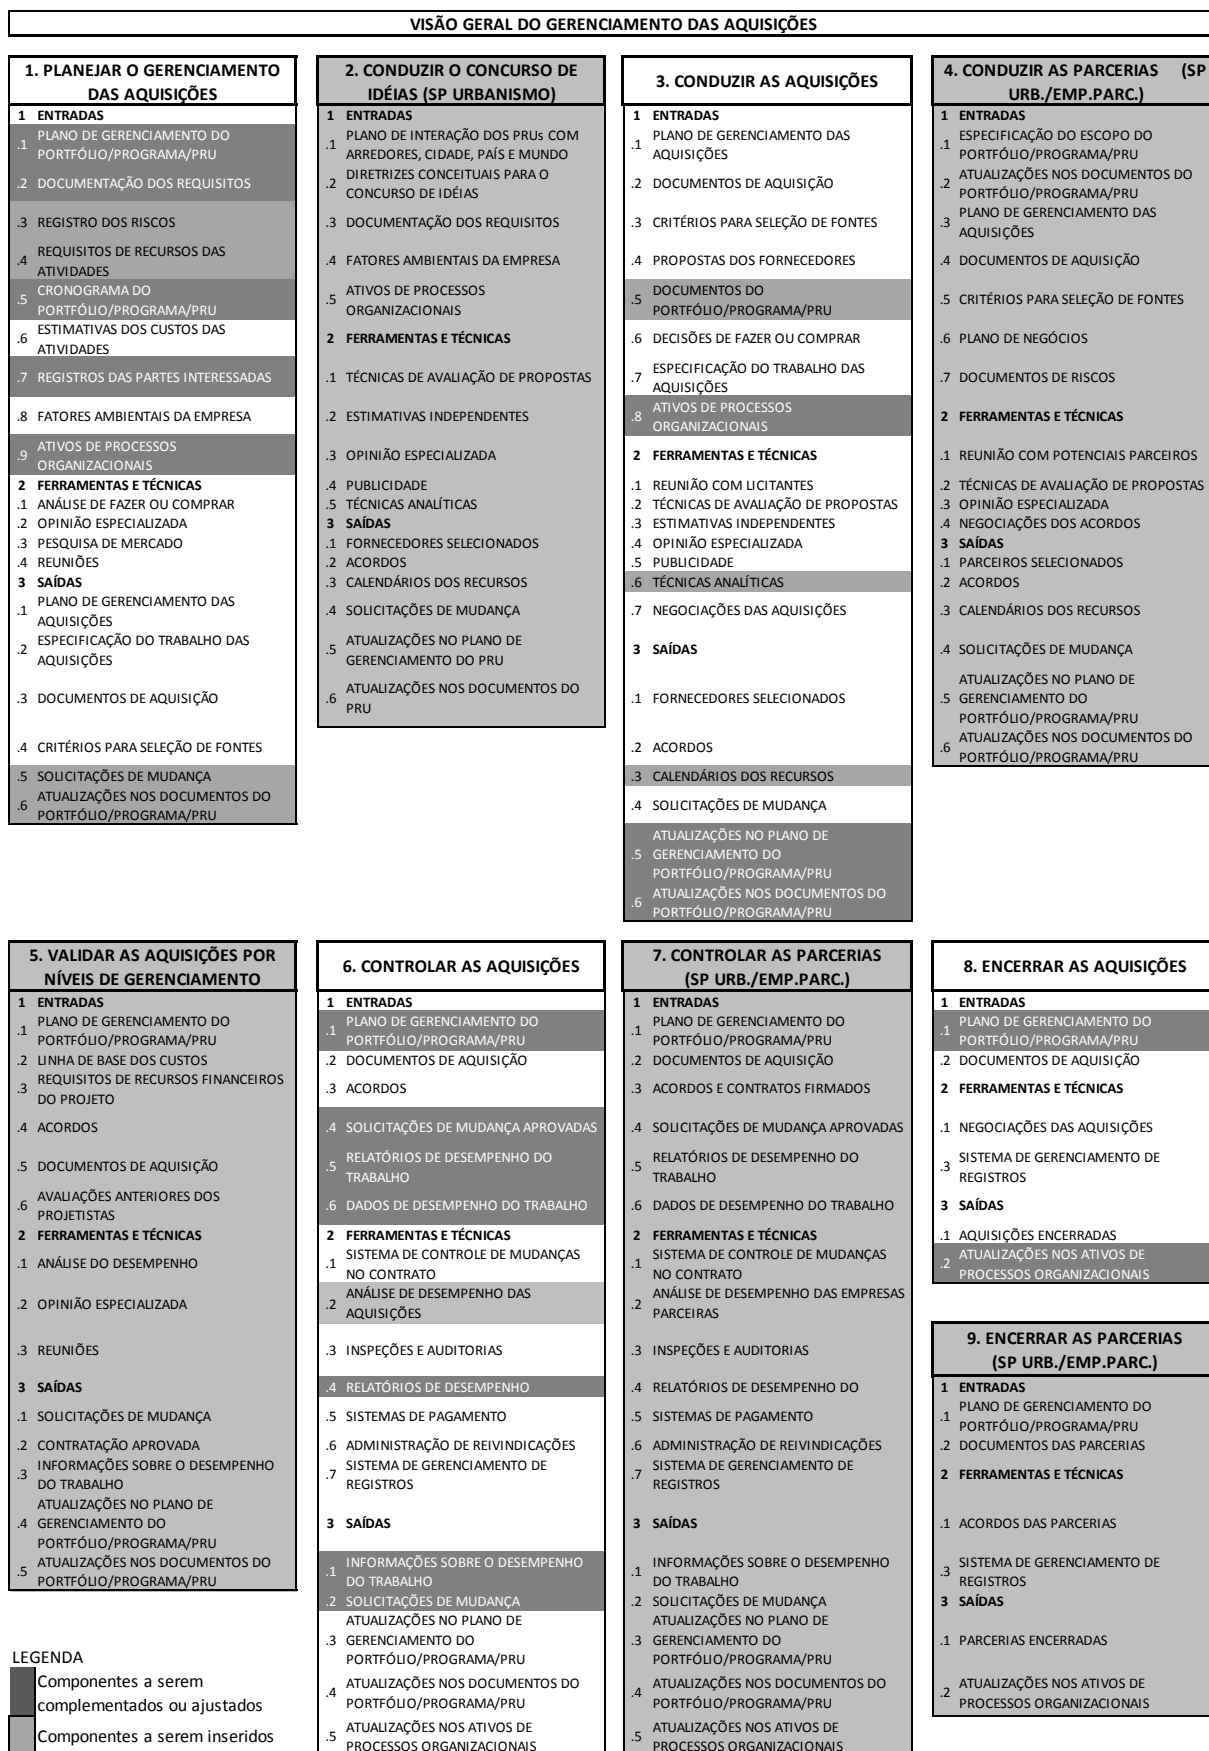 VISÃO GERAL DO GERENCIAMENTO DAS AQUISIÇÕES
1. PLANEJAR O GERENCIAMENTO
DAS AQUISIÇÕES
1 ENTRADAS
.1 PLANO DE GERENCIAMENTO DO
PORTFÓLIO/PROGRAMA/PRU
.2 DOCUMENTAÇÃO DOS REQUISITOS
.3 REGISTRO DOS RISCOS
.4 REQUISITOS DE RECURSOS DAS
ATIVIDADES
.5 CRONOGRAMA DO
PORTFÓLIO/PROGRAMA/PRU
.6 ESTIMATIVAS DOS CUSTOS DAS
ATIVIDADES
.7 REGISTROS DAS PARTES INTERESSADAS
.8 FATORES AMBIENTAIS DA EMPRESA
.9 ATIVOS DE PROCESSOS
ORGANIZACIONAIS
2 FERRAMENTAS E TÉCNICAS
.1 ANÁLISE DE FAZER OU COMPRAR
.2 OPINIÃO ESPECIALIZADA
.3 PESQUISA DE MERCADO
.4 REUNIÕES
3 SAÍDAS
.1 PLANO DE GERENCIAMENTO DAS
AQUISIÇÕES
.2 ESPECIFICAÇÃO DO TRABALHO DAS
AQUISIÇÕES
.3 DOCUMENTOS DE AQUISIÇÃO
.4 CRITÉRIOS PARA SELEÇÃO DE FONTES
.5 SOLICITAÇÕES DE MUDANÇA
.6 ATUALIZAÇÕES NOS DOCUMENTOS DO
PORTFÓLIO/PROGRAMA/PRU
2. CONDUZIR O CONCURSO DE
IDÉIAS (SP URBANISMO)
1 ENTRADAS
.1 PLANO DE INTERAÇÃO DOS PRUs COM
ARREDORES, CIDADE, PAÍS E MUNDO
.2 DIRETRIZES CONCEITUAIS PARA O
CONCURSO DE IDÉIAS
.3 DOCUMENTAÇÃO DOS REQUISITOS
.4 FATORES AMBIENTAIS DA EMPRESA
.5 ATIVOS DE PROCESSOS
ORGANIZACIONAIS
2 FERRAMENTAS E TÉCNICAS
.1 TÉCNICAS DE AVALIAÇÃO DE PROPOSTAS
.2 ESTIMATIVAS INDEPENDENTES
.3 OPINIÃO ESPECIALIZADA
.4 PUBLICIDADE
.5 TÉCNICAS ANALÍTICAS
3 SAÍDAS
.1 FORNECEDORES SELECIONADOS
.2 ACORDOS
.3 CALENDÁRIOS DOS RECURSOS
.4 SOLICITAÇÕES DE MUDANÇA
.5 ATUALIZAÇÕES NO PLANO DE
GERENCIAMENTO DO PRU
.6 ATUALIZAÇÕES NOS DOCUMENTOS DO
PRU
3. CONDUZIR AS AQUISIÇÕES
1 ENTRADAS
.1 PLANO DE GERENCIAMENTO DAS
AQUISIÇÕES
.2 DOCUMENTOS DE AQUISIÇÃO
.3 CRITÉRIOS PARA SELEÇÃO DE FONTES
.4 PROPOSTAS DOS FORNECEDORES
.5 DOCUMENTOS DO
PORTFÓLIO/PROGRAMA/PRU
.6 DECISÕES DE FAZER OU COMPRAR
.7 ESPECIFICAÇÃO DO TRABALHO DAS
AQUISIÇÕES
.8 ATIVOS DE PROCESSOS
ORGANIZACIONAIS
2 FERRAMENTAS E TÉCNICAS
.1 REUNIÃO COM LICITANTES
.2 TÉCNICAS DE AVALIAÇÃO DE PROPOSTAS
.3 ESTIMATIVAS INDEPENDENTES
.4 OPINIÃO ESPECIALIZADA
.5 PUBLICIDADE
.6 TÉCNICAS ANALÍTICAS
.7 NEGOCIAÇÕES DAS AQUISIÇÕES
3 SAÍDAS
.1 FORNECEDORES SELECIONADOS
.2 ACORDOS
.3 CALENDÁRIOS DOS RECURSOS
.4 SOLICITAÇÕES DE MUDANÇA
ATUALIZAÇÕES NO PLANO DE
.5 GERENCIAMENTO DO
PORTFÓLIO/PROGRAMA/PRU
.6 ATUALIZAÇÕES NOS DOCUMENTOS DO
PORTFÓLIO/PROGRAMA/PRU
4. CONDUZIR AS PARCERIAS (SP
URB./EMP.PARC.)
1 ENTRADAS
.1 ESPECIFICAÇÃO DO ESCOPO DO
PORTFÓLIO/PROGRAMA/PRU
.2 ATUALIZAÇÕES NOS DOCUMENTOS DO
PORTFÓLIO/PROGRAMA/PRU
.3 PLANO DE GERENCIAMENTO DAS
AQUISIÇÕES
.4 DOCUMENTOS DE AQUISIÇÃO
.5 CRITÉRIOS PARA SELEÇÃO DE FONTES
.6 PLANO DE NEGÓCIOS
.7 DOCUMENTOS DE RISCOS
2 FERRAMENTAS E TÉCNICAS
.1 REUNIÃO COM POTENCIAIS PARCEIROS
.2 TÉCNICAS DE AVALIAÇÃO DE PROPOSTAS
.3 OPINIÃO ESPECIALIZADA
.4 NEGOCIAÇÕES DOS ACORDOS
3 SAÍDAS
.1 PARCEIROS SELECIONADOS
.2 ACORDOS
.3 CALENDÁRIOS DOS RECURSOS
.4 SOLICITAÇÕES DE MUDANÇA
ATUALIZAÇÕES NO PLANO DE
.5 GERENCIAMENTO DO
PORTFÓLIO/PROGRAMA/PRU
.6 ATUALIZAÇÕES NOS DOCUMENTOS DO
PORTFÓLIO/PROGRAMA/PRU
5. VALIDAR AS AQUISIÇÕES POR
NÍVEIS DE GERENCIAMENTO
1 ENTRADAS
.1 PLANO DE GERENCIAMENTO DO
PORTFÓLIO/PROGRAMA/PRU
.2 LINHA DE BASE DOS CUSTOS
.3 REQUISITOS DE RECURSOS FINANCEIROS
DO PROJETO
.4 ACORDOS
.5 DOCUMENTOS DE AQUISIÇÃO
.6 AVALIAÇÕES ANTERIORES DOS
PROJETISTAS
2 FERRAMENTAS E TÉCNICAS
.1 ANÁLISE DO DESEMPENHO
.2 OPINIÃO ESPECIALIZADA
.3 REUNIÕES
3 SAÍDAS
.1 SOLICITAÇÕES DE MUDANÇA
.2 CONTRATAÇÃO APROVADA
.3 INFORMAÇÕES SOBRE O DESEMPENHO
DO TRABALHO
ATUALIZAÇÕES NO PLANO DE
.4 GERENCIAMENTO DO
PORTFÓLIO/PROGRAMA/PRU
.5 ATUALIZAÇÕES NOS DOCUMENTOS DO
PORTFÓLIO/PROGRAMA/PRU
LEGENDA
Componentes a serem
complementados ou ajustados
Componentes a serem inseridos
6. CONTROLAR AS AQUISIÇÕES
1 ENTRADAS
.1 PLANO DE GERENCIAMENTO DO
PORTFÓLIO/PROGRAMA/PRU
.2 DOCUMENTOS DE AQUISIÇÃO
.3 ACORDOS
.4 SOLICITAÇÕES DE MUDANÇA APROVADAS
.5 RELATÓRIOS DE DESEMPENHO DO
TRABALHO
.6 DADOS DE DESEMPENHO DO TRABALHO
2 FERRAMENTAS E TÉCNICAS
.1 SISTEMA DE CONTROLE DE MUDANÇAS
NO CONTRATO
.2 ANÁLISE DE DESEMPENHO DAS
AQUISIÇÕES
.3 INSPEÇÕES E AUDITORIAS
.4 RELATÓRIOS DE DESEMPENHO
.5 SISTEMAS DE PAGAMENTO
.6 ADMINISTRAÇÃO DE REIVINDICAÇÕES
.7 SISTEMA DE GERENCIAMENTO DE
REGISTROS
3 SAÍDAS
.1 INFORMAÇÕES SOBRE O DESEMPENHO
DO TRABALHO
.2 SOLICITAÇÕES DE MUDANÇA
ATUALIZAÇÕES NO PLANO DE
.3 GERENCIAMENTO DO
PORTFÓLIO/PROGRAMA/PRU
.4 ATUALIZAÇÕES NOS DOCUMENTOS DO
PORTFÓLIO/PROGRAMA/PRU
.5 ATUALIZAÇÕES NOS ATIVOS DE
PROCESSOS ORGANIZACIONAIS
7. CONTROLAR AS PARCERIAS
(SP URB./EMP.PARC.)
1 ENTRADAS
.1 PLANO DE GERENCIAMENTO DO
PORTFÓLIO/PROGRAMA/PRU
.2 DOCUMENTOS DE AQUISIÇÃO
.3 ACORDOS E CONTRATOS FIRMADOS
.4 SOLICITAÇÕES DE MUDANÇA APROVADAS
.5 RELATÓRIOS DE DESEMPENHO DO
TRABALHO
.6 DADOS DE DESEMPENHO DO TRABALHO
2 FERRAMENTAS E TÉCNICAS
.1 SISTEMA DE CONTROLE DE MUDANÇAS
NO CONTRATO
.2 ANÁLISE DE DESEMPENHO DAS EMPRESAS
PARCEIRAS
.3 INSPEÇÕES E AUDITORIAS
.4 RELATÓRIOS DE DESEMPENHO DO
.5 SISTEMAS DE PAGAMENTO
.6 ADMINISTRAÇÃO DE REIVINDICAÇÕES
.7 SISTEMA DE GERENCIAMENTO DE
REGISTROS
3 SAÍDAS
.1 INFORMAÇÕES SOBRE O DESEMPENHO
DO TRABALHO
.2 SOLICITAÇÕES DE MUDANÇA
ATUALIZAÇÕES NO PLANO DE
.3 GERENCIAMENTO DO
PORTFÓLIO/PROGRAMA/PRU
.4 ATUALIZAÇÕES NOS DOCUMENTOS DO
PORTFÓLIO/PROGRAMA/PRU
.5 ATUALIZAÇÕES NOS ATIVOS DE
PROCESSOS ORGANIZACIONAIS
8. ENCERRAR AS AQUISIÇÕES
1 ENTRADAS
.1 PLANO DE GERENCIAMENTO DO
PORTFÓLIO/PROGRAMA/PRU
.2 DOCUMENTOS DE AQUISIÇÃO
2 FERRAMENTAS E TÉCNICAS
.1 NEGOCIAÇÕES DAS AQUISIÇÕES
.3 SISTEMA DE GERENCIAMENTO DE
REGISTROS
3 SAÍDAS
.1 AQUISIÇÕES ENCERRADAS
.2 ATUALIZAÇÕES NOS ATIVOS DE
PROCESSOS ORGANIZACIONAIS
9. ENCERRAR AS PARCERIAS
(SP URB./EMP.PARC.)
1 ENTRADAS
.1 PLANO DE GERENCIAMENTO DO
PORTFÓLIO/PROGRAMA/PRU
.2 DOCUMENTOS DAS PARCERIAS
2 FERRAMENTAS E TÉCNICAS
.1 ACORDOS DAS PARCERIAS
.3 SISTEMA DE GERENCIAMENTO DE
REGISTROS
3 SAÍDAS
.1 PARCERIAS ENCERRADAS
.2 ATUALIZAÇÕES NOS ATIVOS DE
PROCESSOS ORGANIZACIONAIS